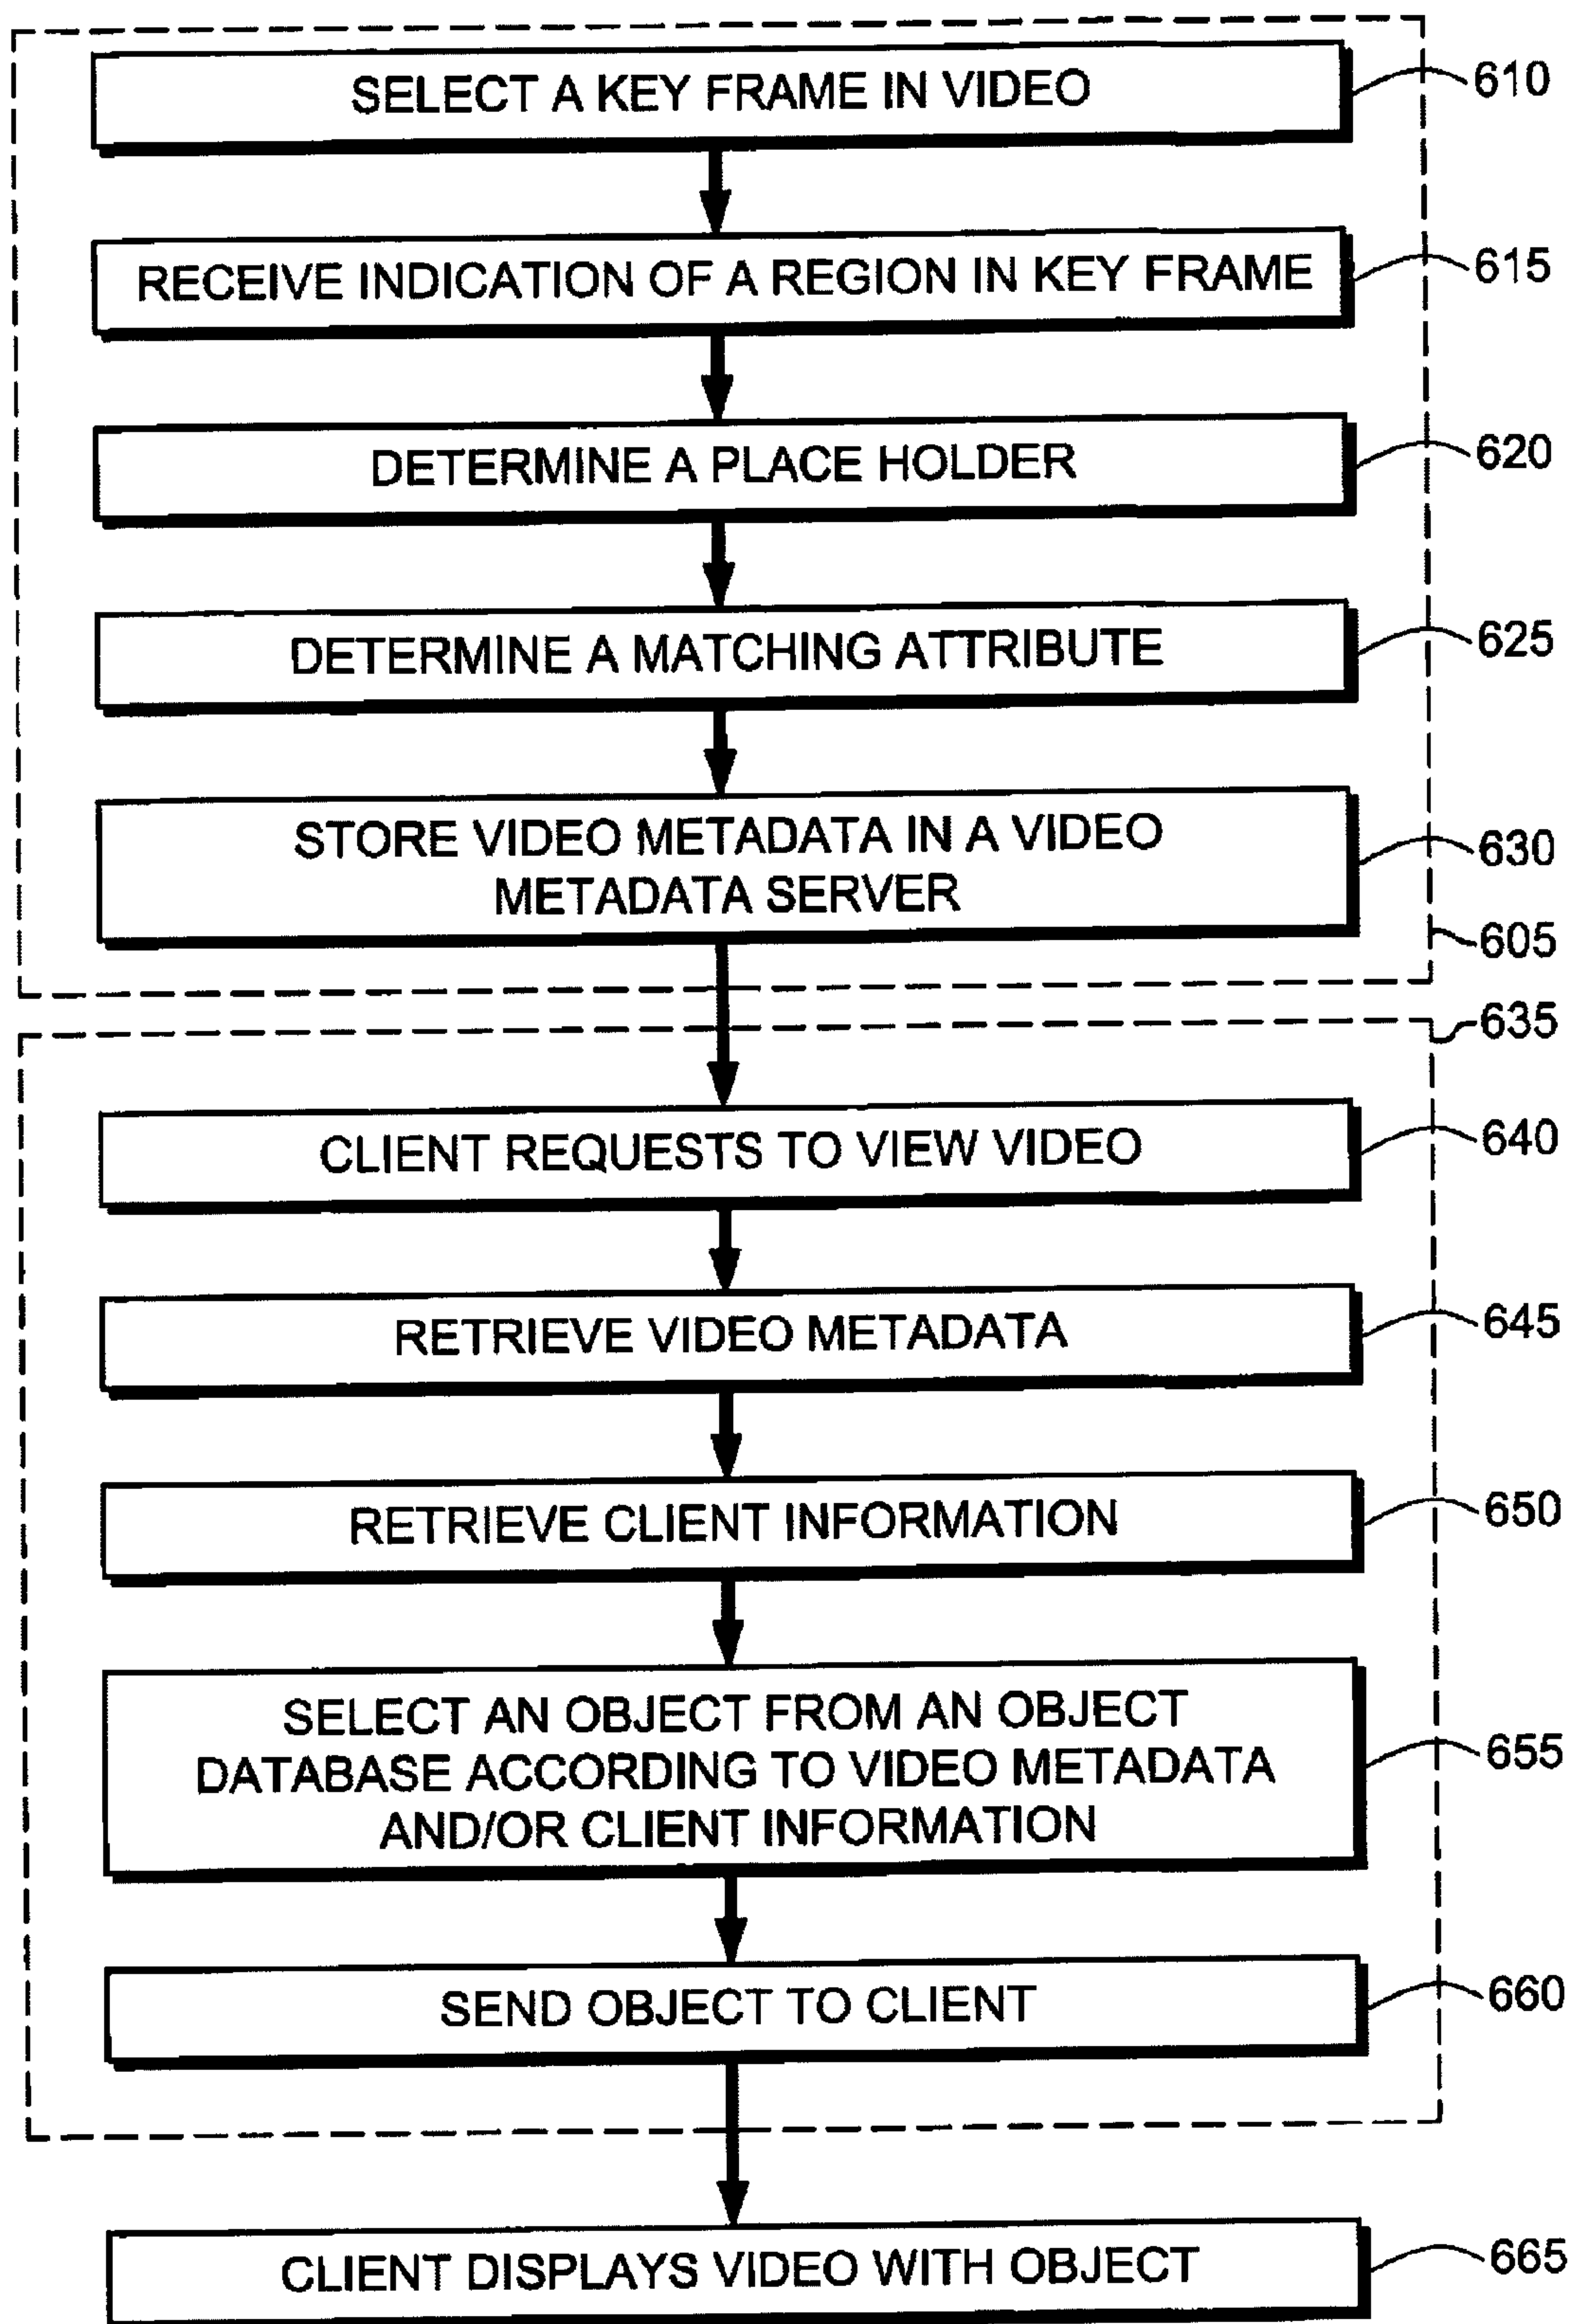 SELECT A KEY FRAME IN VIDEO
610
RECEIVE INDICATION OF A REGION IN KEY FRAME
615
DETERMINE A PLACE HOLDER
620
DETERMINE A MATCHING ATTRIBUTE
625
STORE VIDEO METADATA IN A VIDEO
METADATA SERVER
630
605
635
CLIENT REQUESTS TO VIEW VIDEO
640
RETRIEVE VIDEO METADATA
645
RETRIEVE CLIENT INFORMATION
650
SELECT AN OBJECT FROM AN OBJECT
DATABASE ACCORDING TO VIDEO METADATA
AND/OR CLIENT INFORMATION
655
SEND OBJECT TO CLIENT
660
CLIENT DISPLAYS VIDEO WITH OBJECT
665